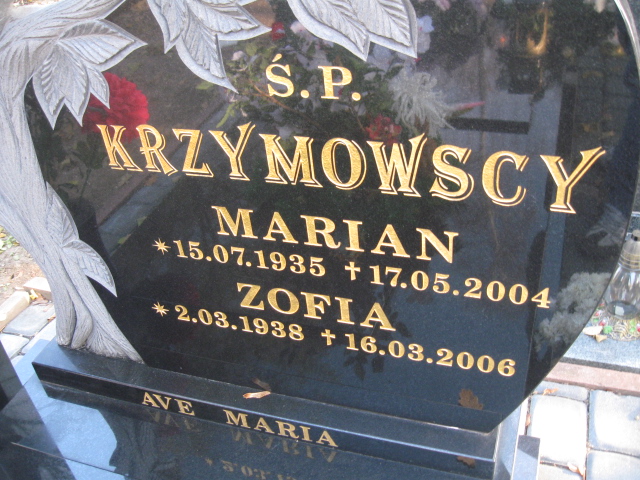 Ś.P.
KRZYMOWSCY
MARIAN
*15.07.1935 †17.05.2004
ZOFIA
*2.03.1938 †16.03.2006
AVE MARIA